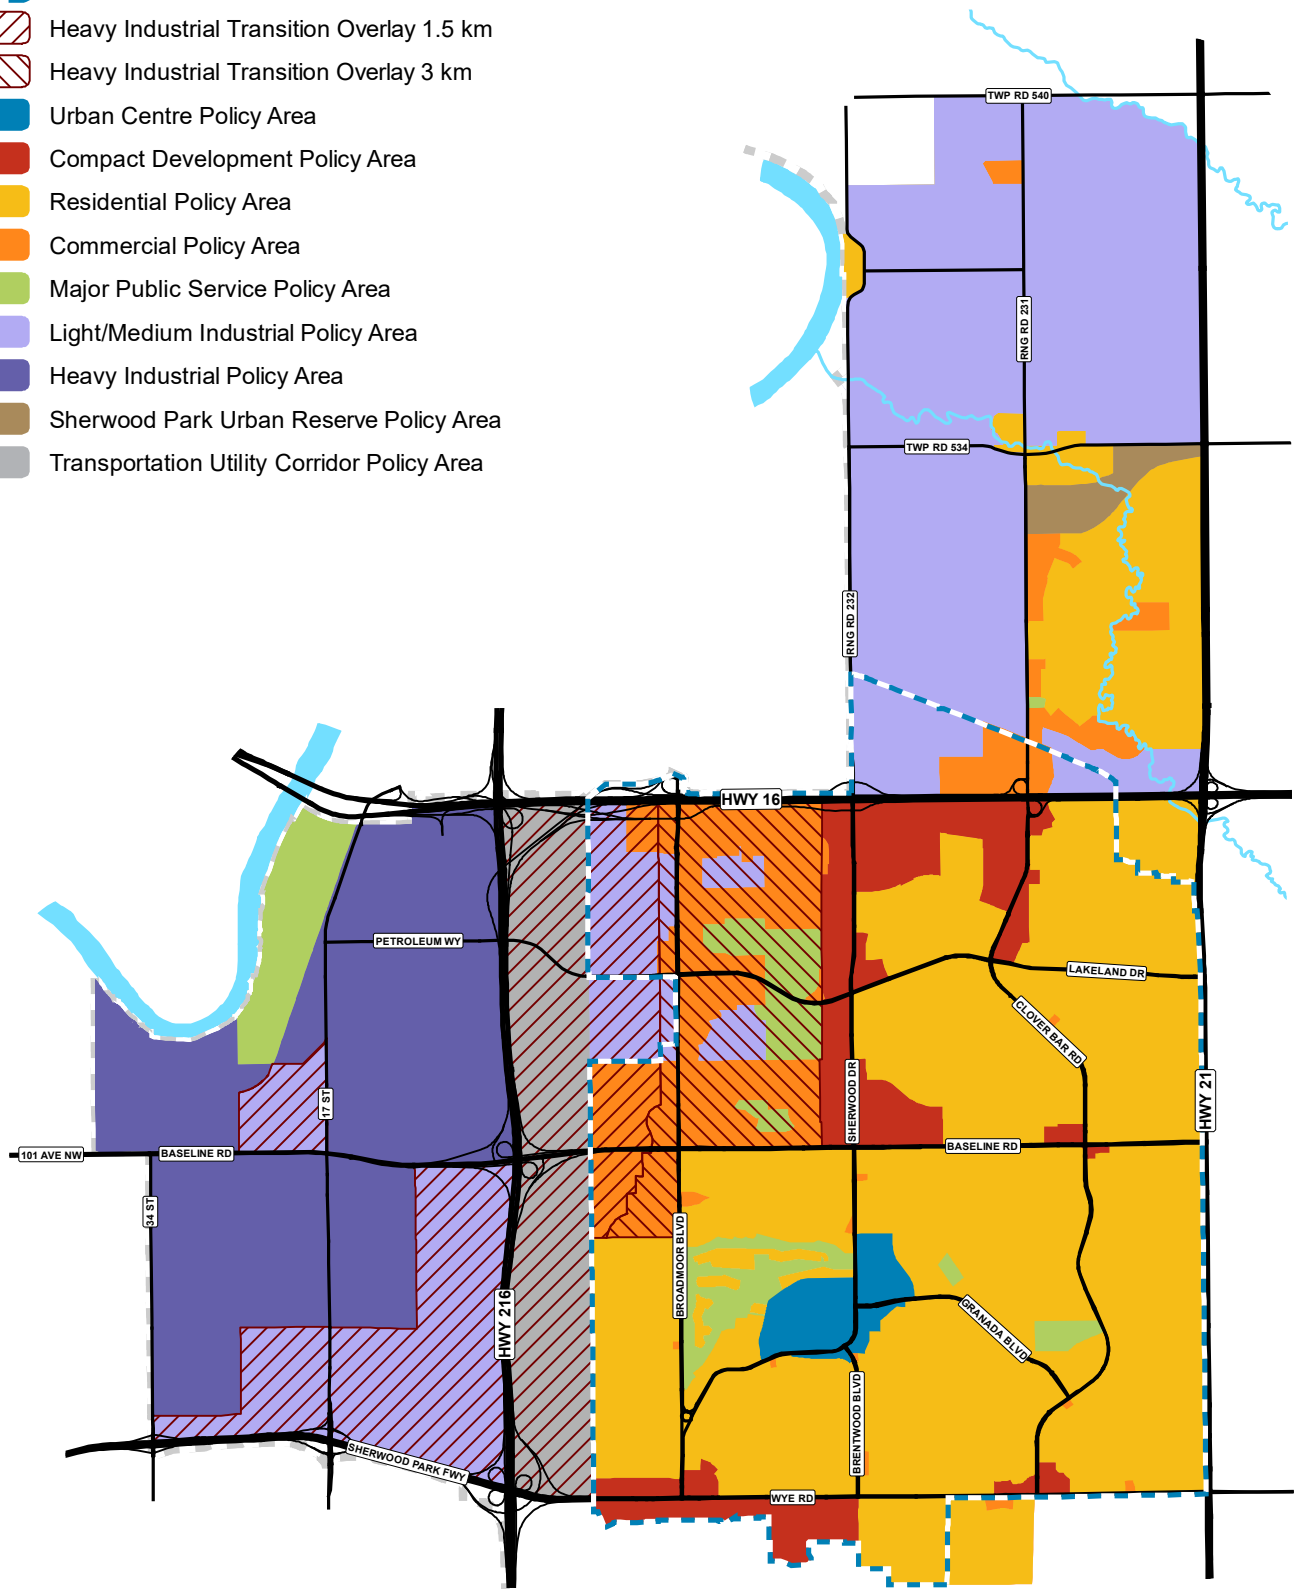 Heavy Industrial Transition Overlay 1.5 km
Heavy Industrial Transition Overlay 3 km
Urban Centre Policy Area
Compact Development Policy Area
Residential Policy Area
Commercial Policy Area
Major Public Service Policy Area
Light/Medium Industrial Policy Area
Heavy Industrial Policy Area
Sherwood Park Urban Reserve Policy Area
Transportation Utility Corridor Policy Area
TWP RD 540
RNG RD 231
TWP RD 534
RNG RD 232
HWY 16
PETROLEUM WY
LAKELAND DR
CLOVER BAR RD
17 ST
SHERWOOD DR
HWY 21
101 AVE NW
BASELINE RD
BASELINE RD
34 ST
BROADMOOR BLVD
HWY 216
GRANADA BLVD
BRENTWOOD BLVD
SHERWOOD PARK FWY
WYE RD